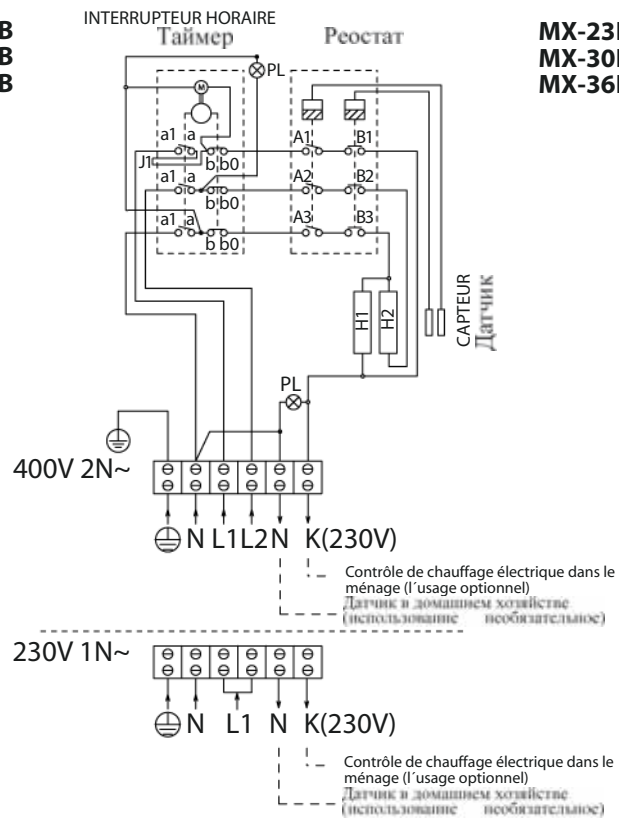 INTERRUPTEUR HORAIRE
Таймер
Реостат
B
B
B
MX-23
MX-30
MX-36
PL
M
a1 a
A1
B1
J1
b b0
a1 a
A2
B2
b b0
a1 a
A3
B3
b b0
H1
H2
CAPTEUR
Датчик
PL
400V 2N~
N L1 L2 N K(230V)
Contrôle de chauffage électrique dans le
ménage (l´usage optionnel)
Датчик в домашнем хозяйстве
(использование необязательное)
230V 1N~
N L1 N K(230V)
Contrôle de chauffage électrique dans le
ménage (l´usage optionnel)
Датчик в домашнем хозяйстве
(использование необязательное)